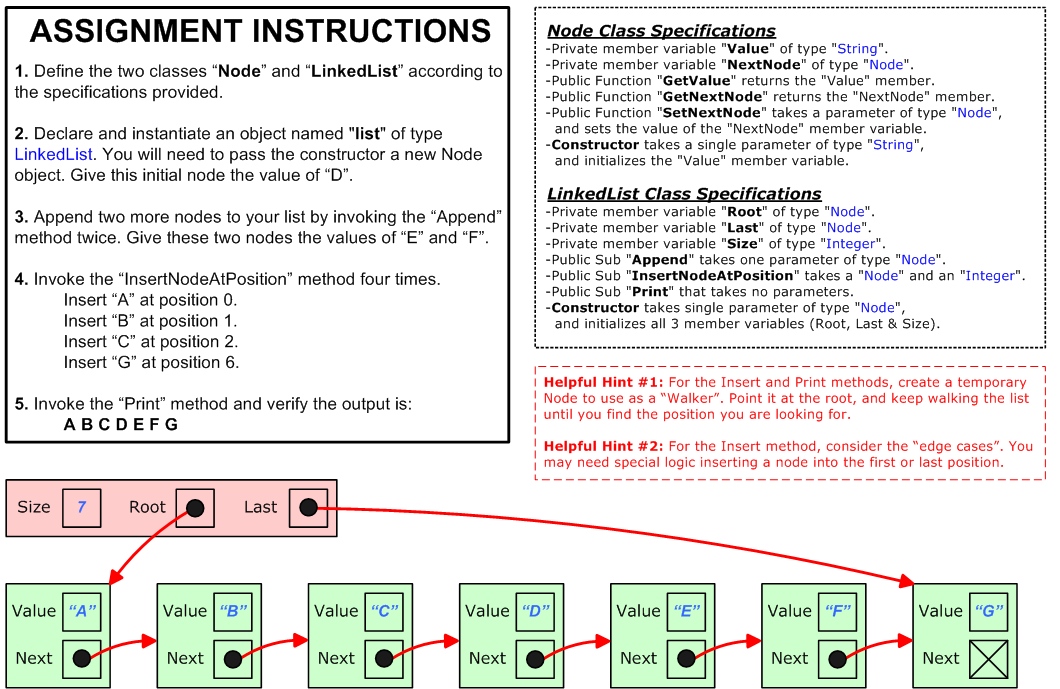 ASSIGNMENT INSTRUCTIONS
1. Define the two classes “Node” and “LinkedList” according to
the specifications provided.
2. Declare and instantiate an object named "list" of type
LinkedList. You will need to pass the constructor a new Node
object. Give this initial node the value of “D”.
3. Append two more nodes to your list by invoking the “Append”
method twice. Give these two nodes the values of “E” and “F”.
4. Invoke the “InsertNodeAtPosition” method four times.
Insert “A” at position 0.
Insert “B” at position 1.
Insert “C” at position 2.
Insert “G” at position 6.
5. Invoke the “Print” method and verify the output is:
A B C D E F G
Node Class Specifications
-Private member variable "Value" of type "String".
-Private member variable "NextNode" of type "Node".
-Public Function "GetValue" returns the "Value" member.
-Public Function "GetNextNode" returns the "NextNode" member.
-Public Function "SetNextNode" takes a parameter of type "Node",
and sets the value of the "NextNode" member variable.
-Constructor takes a single parameter of type "String",
and initializes the "Value" member variable.
LinkedList Class Specifications
-Private member variable "Root" of type "Node".
-Private member variable "Last" of type "Node".
-Private member variable "Size" of type "Integer".
-Public Sub "Append" takes one parameter of type "Node".
-Public Sub "InsertNodeAtPosition" takes a "Node" and an "Integer".
-Public Sub "Print" that takes no parameters.
-Constructor takes single parameter of type "Node",
and initializes all 3 member variables (Root, Last & Size).
Helpful Hint #1: For the Insert and Print methods, create a temporary
Node to use as a “Walker”. Point it at the root, and keep walking the list
until you find the position you are looking for.
Helpful Hint #2: For the Insert method, consider the “edge cases”. You
may need special logic inserting a node into the first or last position.
Size 7 Root Last
Value “A” Value “B” Value “C” Value “D” Value “E” Value “F” Value “G”
Next Next Next Next Next Next Next